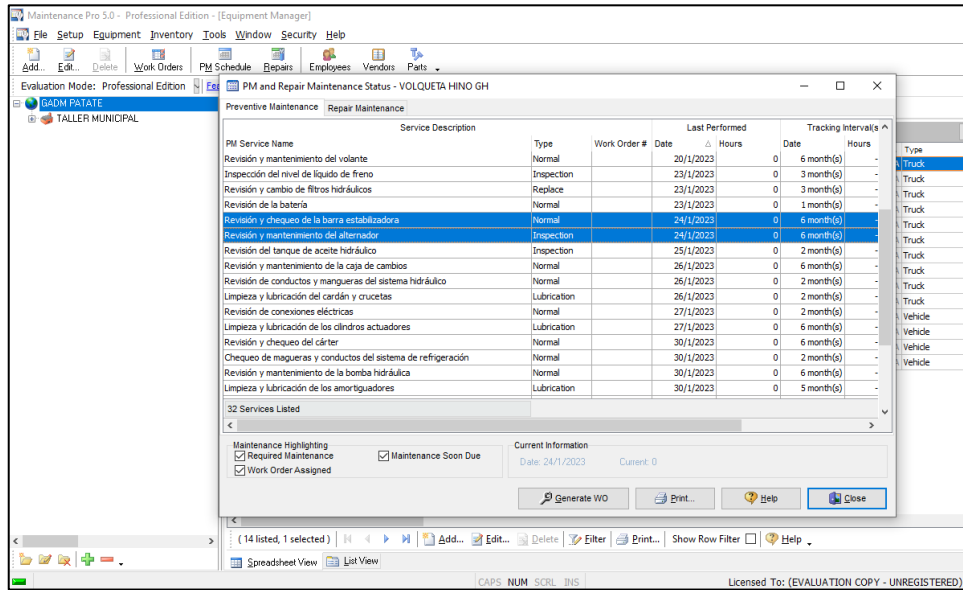 Maintenance Pro 5.0 - Professional Edition - [Equipment Manager]
File Setup Equipment Inventory Tools Window Security Help
Add... Edit... Delete Work Orders PM Schedule Repairs Employees Vendors Parts
Evaluation Mode: Professional Edition
GADM PATATE
TALLER MUNICIPAL
PM and Repair Maintenance Status - VOLQUETA HINO GH
Preventive Maintenance Repair Maintenance
Service Description Last Performed Tracking Interval(s
PM Service Name Type Work Order # Date Hours Date Hours
Revisión y mantenimiento del volante Normal 20/1/2023 0 6 month(s) -
Inspección del nivel de líquido de freno Inspection 23/1/2023 0 3 month(s) -
Revisión y cambio de filtros hidráulicos Replace 23/1/2023 0 3 month(s) -
Revisión de la batería Normal 23/1/2023 0 1 month(s) -
Revisión y chequeo de la barra estabilizadora Normal 24/1/2023 0 6 month(s) -
Revisión y mantenimiento del alternador Inspection 24/1/2023 0 6 month(s) -
Revisión del tanque de aceite hidráulico Inspection 25/1/2023 0 2 month(s) -
Revisión y mantenimiento de la caja de cambios Normal 26/1/2023 0 6 month(s) -
Revisión de conductos y mangueras del sistema hidráulico Normal 26/1/2023 0 2 month(s) -
Limpieza y lubricación del cardán y crucetas Lubrication 26/1/2023 0 2 month(s) -
Revisión de conexiones eléctricas Normal 27/1/2023 0 2 month(s) -
Limpieza y lubricación de los cilindros actuadores Lubrication 27/1/2023 0 6 month(s) -
Revisión y chequeo del cárter Normal 30/1/2023 0 6 month(s) -
Chequeo de magueras y conductos del sistema de refrigeración Normal 30/1/2023 0 2 month(s) -
Revisión y mantenimiento de la bomba hidráulica Normal 30/1/2023 0 6 month(s) -
Limpieza y lubricación de los amortiguadores Lubrication 30/1/2023 0 5 month(s) -
32 Services Listed
Maintenance Highlighting
Required Maintenance Maintenance Soon Due
Work Order Assigned
Current Information
Date: 24/1/2023 Current: 0
Generate WO Print... Help Close
Type
Truck
Truck
Truck
Truck
Truck
Truck
Truck
Truck
Truck
Truck
Vehicle
Vehicle
Vehicle
Vehicle
( 14 listed, 1 selected ) Add... Edit... Delete Filter Print... Show Row Filter Help
Spreadsheet View List View
CAPS NUM SCRL INS Licensed To: (EVALUATION COPY - UNREGISTERED)